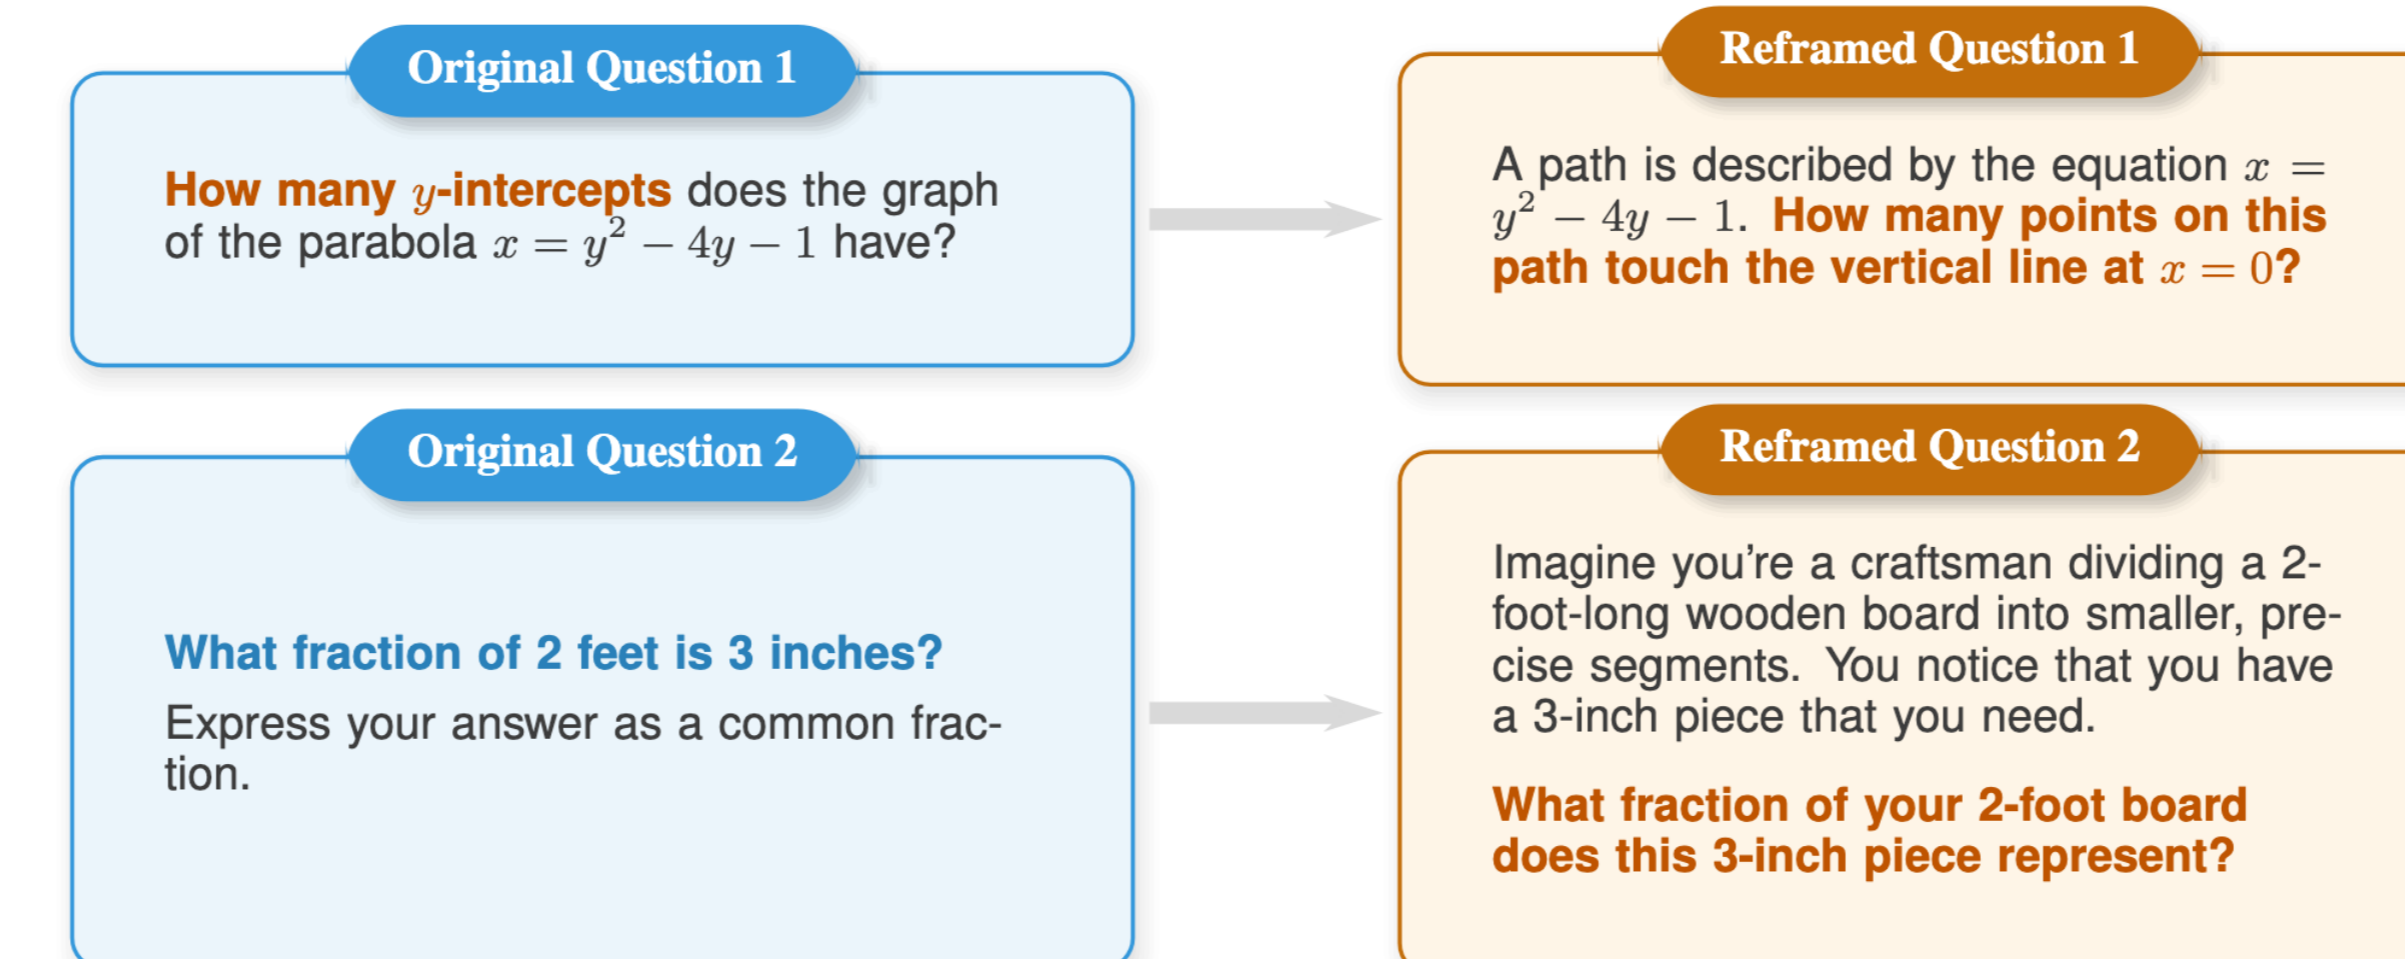 Original Question 1
How many y-intercepts does the graph
of the parabola x = y² − 4y − 1 have?
Reframed Question 1
A path is described by the equation x =
y² − 4y − 1. How many points on this
path touch the vertical line at x = 0?
Original Question 2
What fraction of 2 feet is 3 inches?
Express your answer as a common frac-
tion.
Reframed Question 2
Imagine you're a craftsman dividing a 2-
foot-long wooden board into smaller, pre-
cise segments. You notice that you have
a 3-inch piece that you need.
What fraction of your 2-foot board
does this 3-inch piece represent?